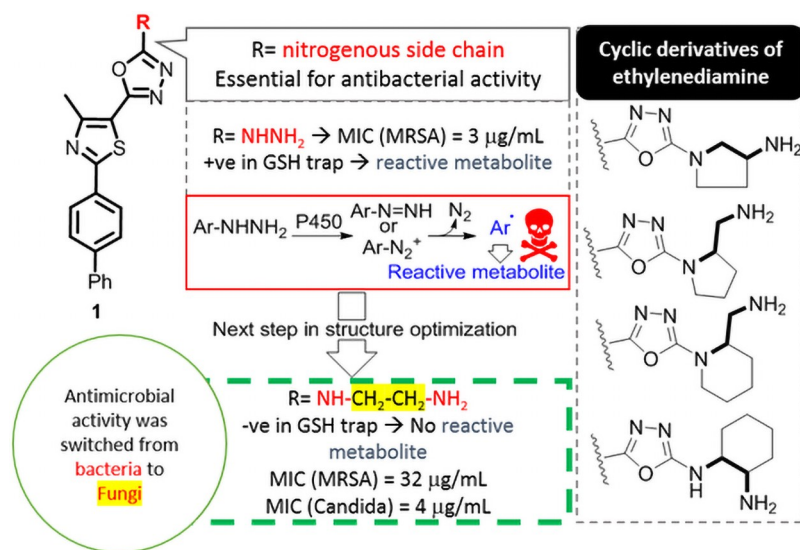 R
O
N
N
N
S
Ph
1
R= nitrogenous side chain
Essential for antibacterial activity
R= NHNH₂ → MIC (MRSA) = 3 µg/mL
+ve in GSH trap → reactive metabolite
Ar-NHNH₂
P450
Ar-N=NH
or
Ar-N₂⁺
N₂
Ar•
Reactive metabolite
Next step in structure optimization
R= NH-CH₂-CH₂-NH₂
-ve in GSH trap → No reactive
metabolite
MIC (MRSA) = 32 µg/mL
MIC (Candida) = 4 µg/mL
Antimicrobial
activity was
switched from
bacteria to
Fungi
Cyclic derivatives of
ethylenediamine
N N
O
N
NH₂
N N
O
N
NH₂
N N
O
N
NH₂
N N
O
N
H
NH₂